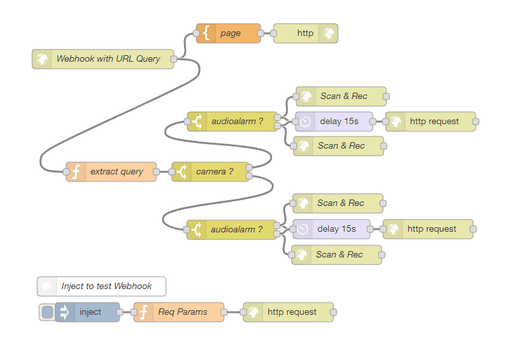 page
http
Webhook with URL Query
Scan & Rec
audioalarm ?
delay 15s
http request
Scan & Rec
extract query
camera ?
Scan & Rec
audioalarm ?
delay 15s
http request
Scan & Rec
Inject to test Webhook
inject
Req Params
http request